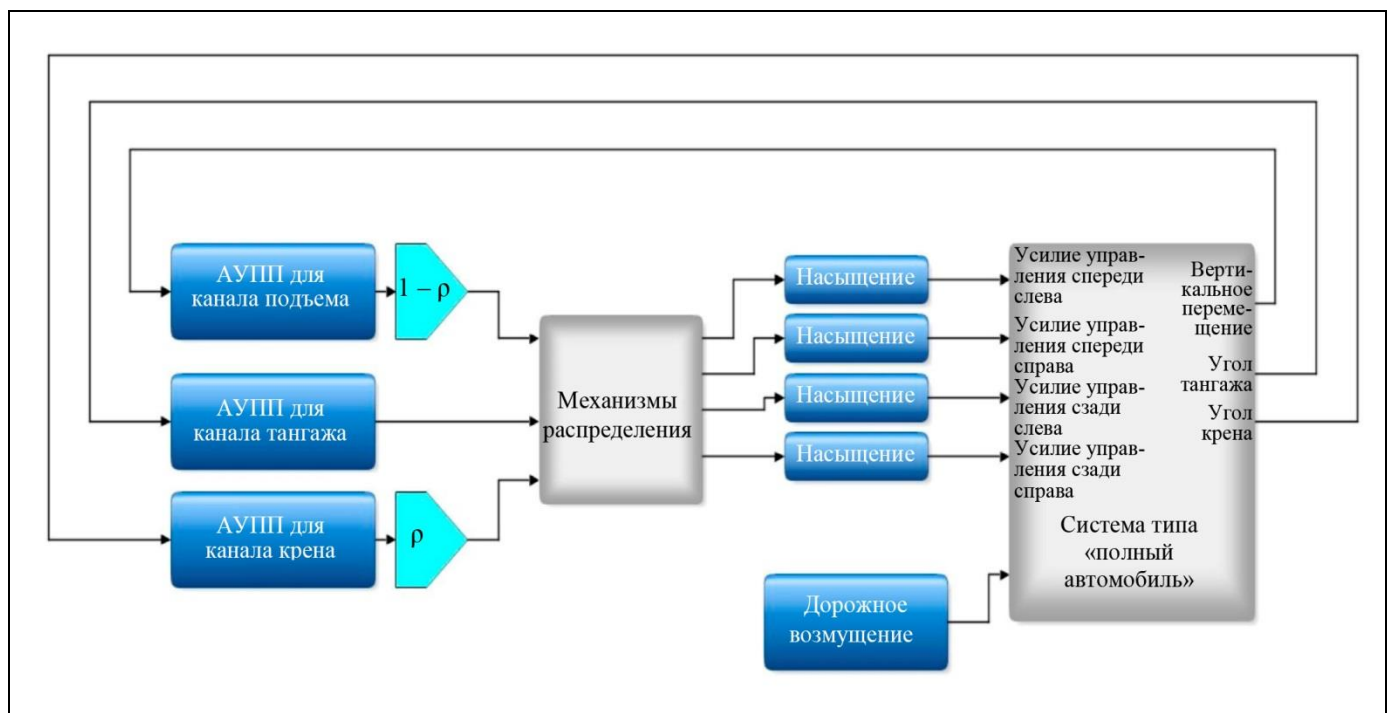 АУПП для
канала подъема
1 – ρ
АУПП для
канала тангажа
АУПП для
канала крена
ρ
Механизмы
распределения
Насыщение
Насыщение
Насыщение
Насыщение
Дорожное
возмущение
Усилие управ-
ления спереди
слева
Усилие управ-
ления спереди
справа
Усилие управ-
ления сзади
слева
Усилие управ-
ления сзади
справа
Верти-
кальное
переме-
щение
Угол
тангажа
Угол
крена
Система типа
«полный
автомобиль»